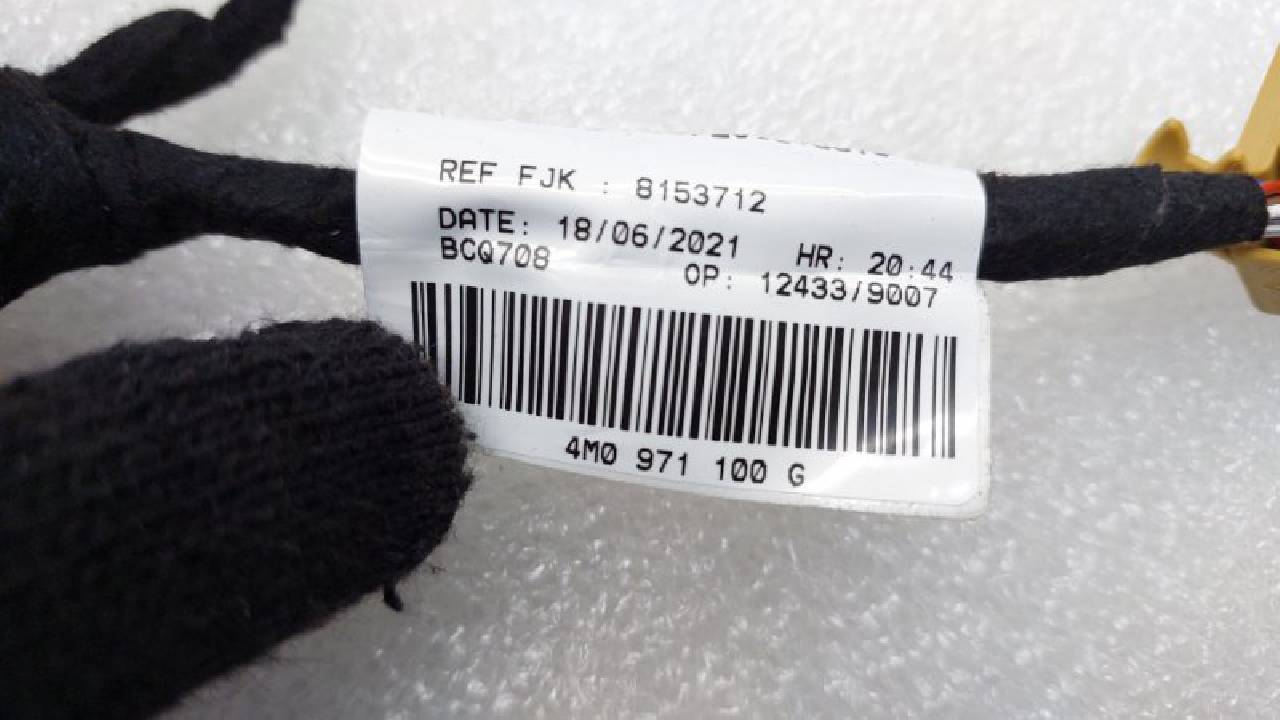 REF FJK : 8153712
DATE: 18/06/2021 HR: 20:44
BCQ708 OP: 12433/9007
4M0 971 100 G